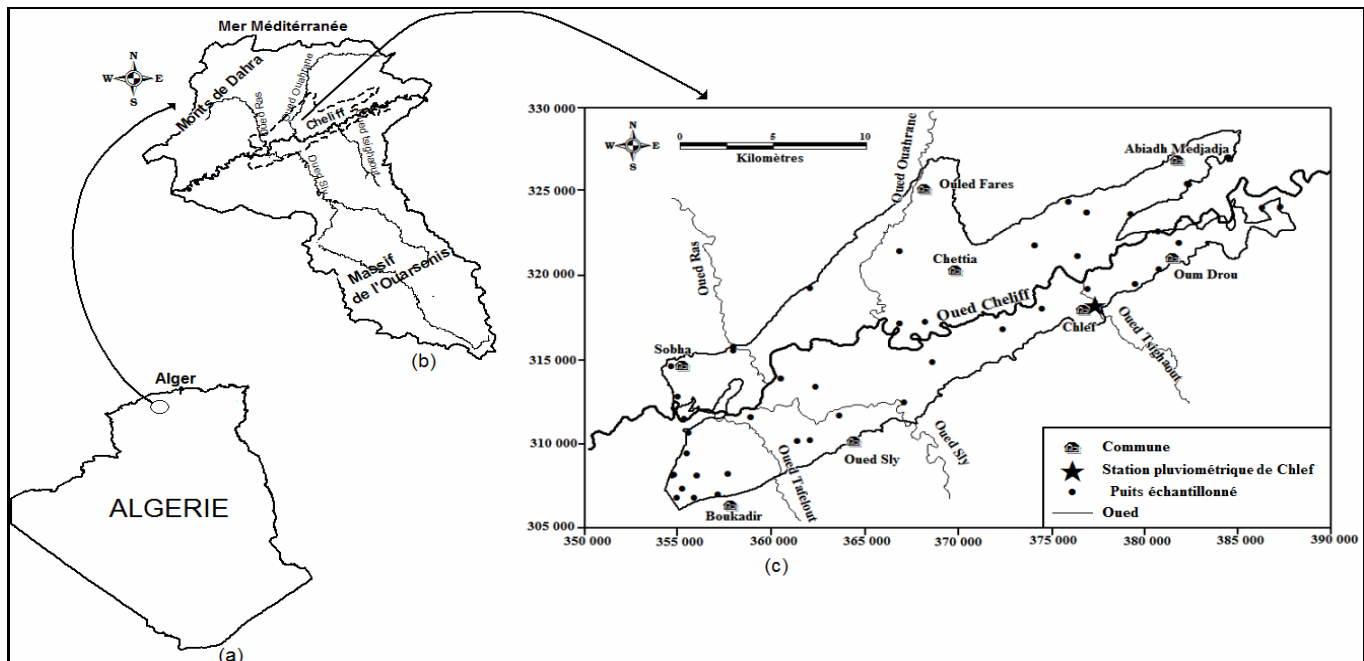 Mer Méditérranée
N
W E
S
Monts de Dahra
Oued Ras
Oued Ouahrane
Cheliff
Oued tsighaout
Oued Sly
Massif
de l'Ouarsenis
(b)
Alger
ALGERIE
(a)
330 000
325 000
320 000
315 000
310 000
305 000
N
W E
S
0 5 10
Kilomètres
Oued Ouahrane
Abiadh Medjadja
Ouled Fares
Oued Ras
Chettia
Oum Drou
Oued Cheliff
Chlef
Oued Tsighaout
Sobha
Oued Sly
Oued Sly
Oued Tafelout
Boukadir
Commune
Station pluviométrique de Chlef
Puits échantillonné
Oued
350 000 355 000 360 000 365 000 370 000 375 000 380 000 385 000 390 000
(c)